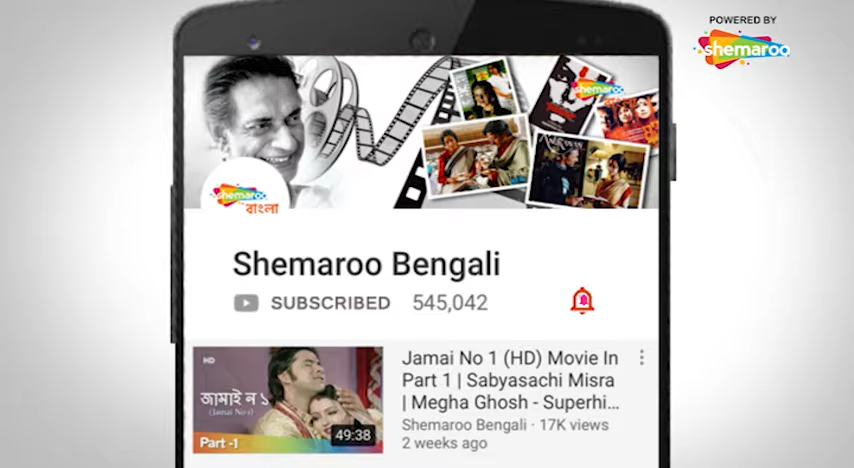 POWERED BY
shemaroo
shemaroo
shemaroo
বাংলা
Shemaroo Bengali
SUBSCRIBED 545,042
HD
জামাই ন ১
(Jamai No 1)
Part -1
49:38
Jamai No 1 (HD) Movie In
Part 1 | Sabyasachi Misra
| Megha Ghosh - Superhi...
Shemaroo Bengali · 17K views
2 weeks ago